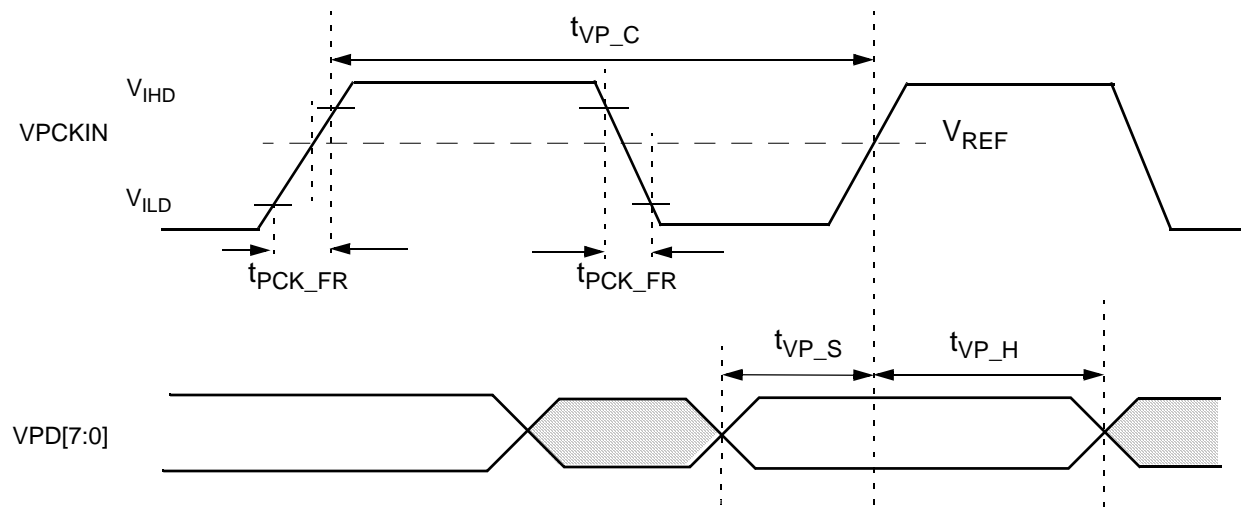 t_VP_C
V_IHD
VPCKIN
V_REF
V_ILD
t_PCK_FR t_PCK_FR
t_VP_S t_VP_H
VPD[7:0]